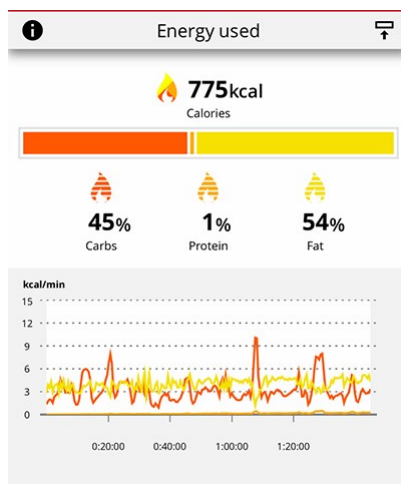 Energy used
775kcal
Calories
45% 1% 54%
Carbs Protein Fat
kcal/min
15
12
9
6
3
0
0:20:00 0:40:00 1:00:00 1:20:00